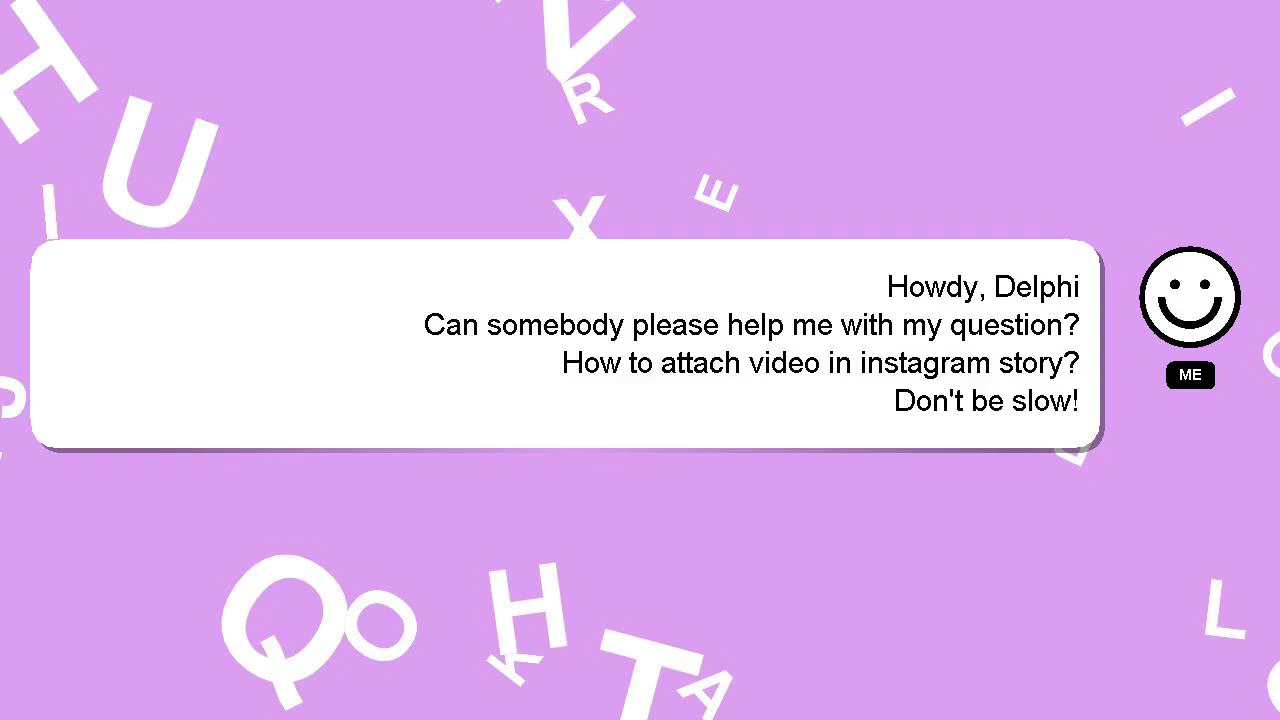 H
U
I
V
R
X
E
I
Howdy, Delphi
Can somebody please help me with my question?
How to attach video in instagram story?
Don't be slow!
ME
Q
O
H
K
T
A
L